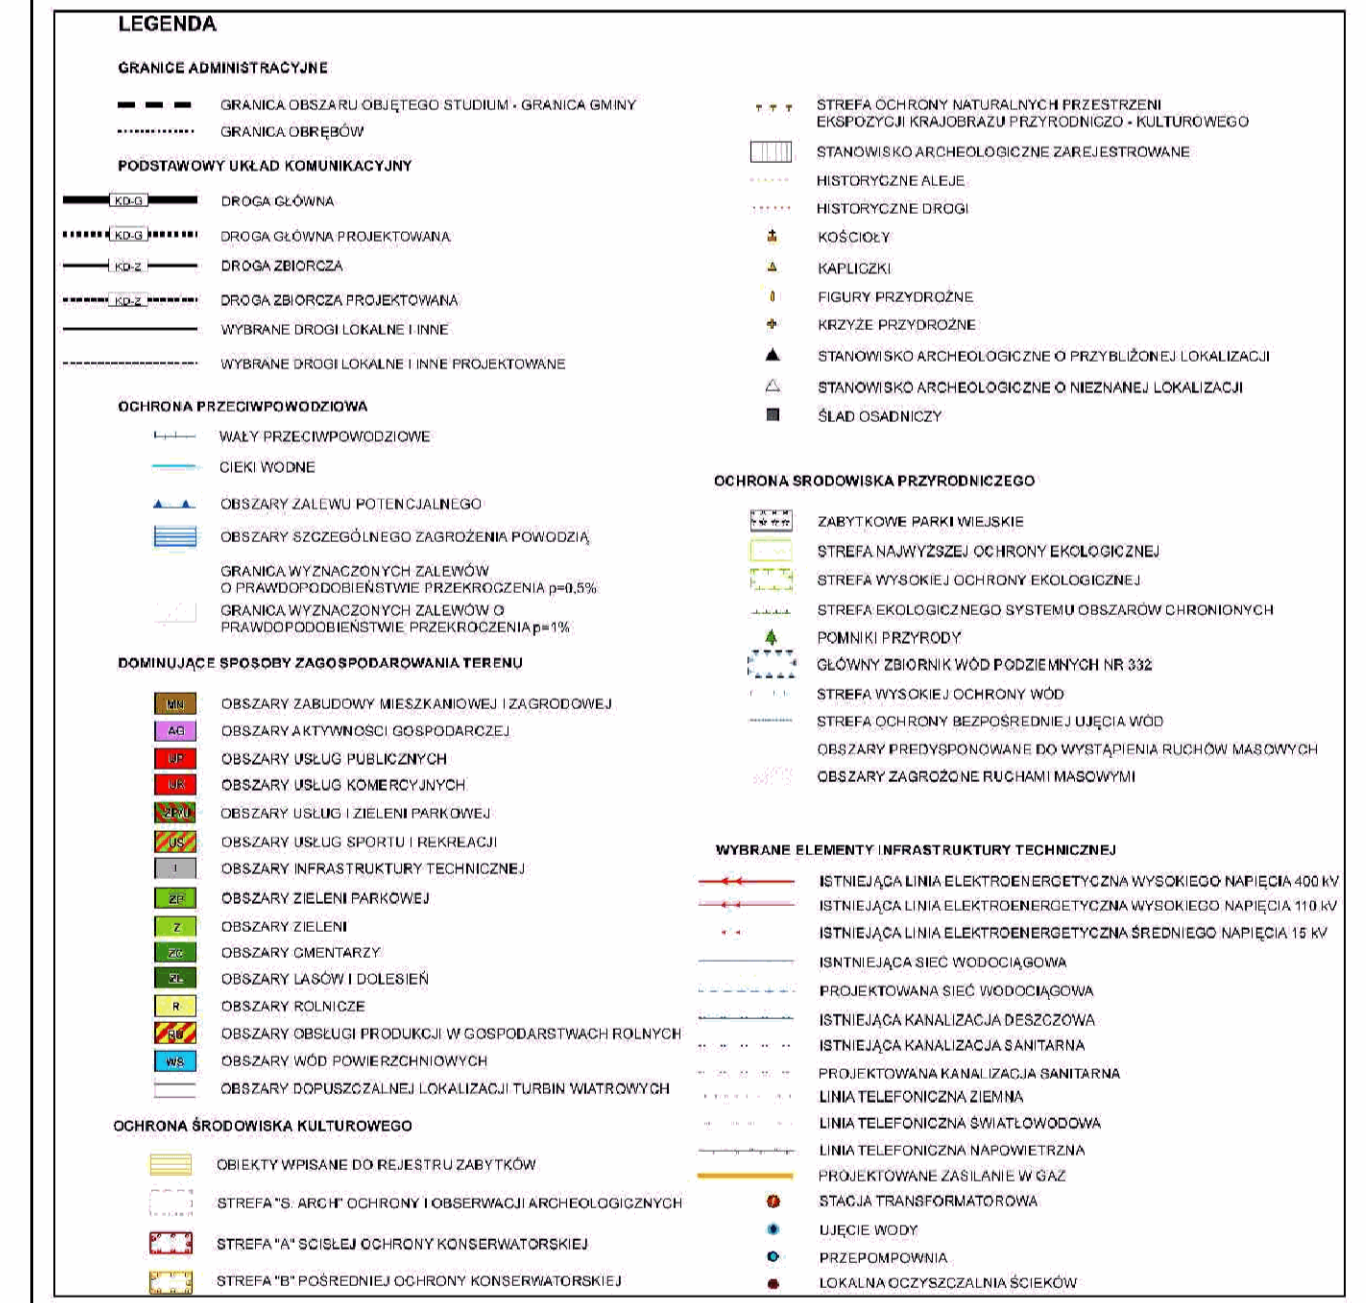 LEGENDA
GRANICE ADMINISTRACYJNE
GRANICA OBSZARU OBJĘTEGO STUDIUM - GRANICA GMINY
GRANICA OBRĘBÓW
PODSTAWOWY UKŁAD KOMUNIKACYJNY
KD-G DROGA GŁÓWNA
KD-G DROGA GŁÓWNA PROJEKTOWANA
KD-Z DROGA ZBIORCZA
KD-Z DROGA ZBIORCZA PROJEKTOWANA
WYBRANE DROGI LOKALNE I INNE
WYBRANE DROGI LOKALNE I INNE PROJEKTOWANE
OCHRONA PRZECIWPOWODZIOWA
WAŁY PRZECIWPOWODZIOWE
CIEKI WODNE
OBSZARY ZALEWU POTENCJALNEGO
OBSZARY SZCZEGÓLNEGO ZAGROŻENIA POWODZIĄ
GRANICA WYZNACZONYCH ZALEWÓW
O PRAWDOPODOBIEŃSTWIE PRZEKROCZENIA p=0,5%
GRANICA WYZNACZONYCH ZALEWÓW O
PRAWDOPODOBIEŃSTWIE PRZEKROCZENIA p=1%
DOMINUJĄCE SPOSOBY ZAGOSPODAROWANIA TERENU
MN OBSZARY ZABUDOWY MIESZKANIOWEJ I ZAGRODOWEJ
AG OBSZARY AKTYWNOŚCI GOSPODARCZEJ
UP OBSZARY USŁUG PUBLICZNYCH
UK OBSZARY USŁUG KOMERCYJNYCH
ZP/U OBSZARY USŁUG I ZIELENI PARKOWEJ
US OBSZARY USŁUG SPORTU I REKREACJI
I OBSZARY INFRASTRUKTURY TECHNICZNEJ
ZP OBSZARY ZIELENI PARKOWEJ
Z OBSZARY ZIELENI
ZC OBSZARY CMENTARZY
ZL OBSZARY LASÓW I DOLESIEŃ
R OBSZARY ROLNICZE
RU OBSZARY OBSŁUGI PRODUKCJI W GOSPODARSTWACH ROLNYCH
WS OBSZARY WÓD POWIERZCHNIOWYCH
OBSZARY DOPUSZCZALNEJ LOKALIZACJI TURBIN WIATROWYCH
OCHRONA ŚRODOWISKA KULTUROWEGO
OBIEKTY WPISANE DO REJESTRU ZABYTKÓW
STREFA "S. ARCH" OCHRONY I OBSERWACJI ARCHEOLOGICZNYCH
STREFA "A" SCISŁEJ OCHRONY KONSERWATORSKIEJ
STREFA "B" POŚREDNIEJ OCHRONY KONSERWATORSKIEJ
STREFA OCHRONY NATURALNYCH PRZESTRZENI
EKSPOZYCJI KRAJOBRAZU PRZYRODNICZO - KULTUROWEGO
STANOWISKO ARCHEOLOGICZNE ZAREJESTROWANE
HISTORYCZNE ALEJE
HISTORYCZNE DROGI
KOŚCIOŁY
KAPLICZKI
FIGURY PRZYDROŻNE
KRZYŻE PRZYDROŻNE
STANOWISKO ARCHEOLOGICZNE O PRZYBLIŻONEJ LOKALIZACJI
STANOWISKO ARCHEOLOGICZNE O NIEZNANEJ LOKALIZACJI
ŚLAD OSADNICZY
OCHRONA SRODOWISKA PRZYRODNICZEGO
ZABYTKOWE PARKI WIEJSKIE
STREFA NAJWYŻSZEJ OCHRONY EKOLOGICZNEJ
STREFA WYSOKIEJ OCHRONY EKOLOGICZNEJ
STREFA EKOLOGICZNEGO SYSTEMU OBSZARÓW CHRONIONYCH
POMNIKI PRZYRODY
GŁÓWNY ZBIORNIK WÓD PODZIEMNYCH NR 332
STREFA WYSOKIEJ OCHRONY WÓD
STREFA OCHRONY BEZPOŚREDNIEJ UJĘCIA WÓD
OBSZARY PREDYSPONOWANE DO WYSTĄPIENIA RUCHÓW MASOWYCH
OBSZARY ZAGROŻONE RUCHAMI MASOWYMI
WYBRANE ELEMENTY INFRASTRUKTURY TECHNICZNEJ
ISTNIEJĄCA LINIA ELEKTROENERGETYCZNA WYSOKIEGO NAPIĘCIA 400 kV
ISTNIEJĄCA LINIA ELEKTROENERGETYCZNA WYSOKIEGO NAPIĘCIA 110 kV
ISTNIEJĄCA LINIA ELEKTROENERGETYCZNA ŚREDNIEGO NAPIĘCIA 15 kV
ISNTNIEJĄCA SIEĆ WODOCIĄGOWA
PROJEKTOWANA SIEĆ WODOCIĄGOWA
ISTNIEJĄCA KANALIZACJA DESZCZOWA
ISTNIEJĄCA KANALIZACJA SANITARNA
PROJEKTOWANA KANALIZACJA SANITARNA
LINIA TELEFONICZNA ZIEMNA
LINIA TELEFONICZNA ŚWIATŁOWODOWA
LINIA TELEFONICZNA NAPOWIETRZNA
PROJEKTOWANE ZASILANIE W GAZ
STACJA TRANSFORMATOROWA
UJĘCIE WODY
PRZEPOMPOWNIA
LOKALNA OCZYSZCZALNIA ŚCIEKÓW